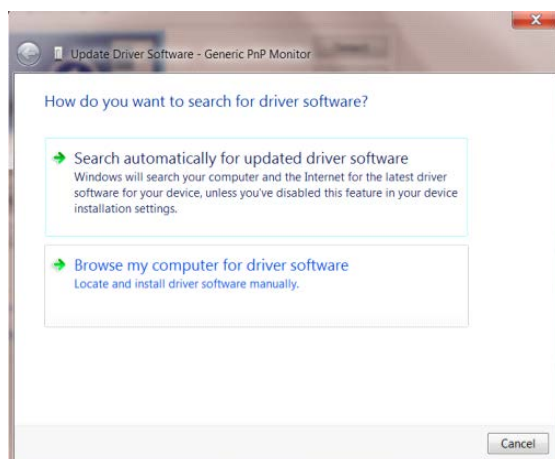 Update Driver Software - Generic PnP Monitor
How do you want to search for driver software?
Search automatically for updated driver software
Windows will search your computer and the Internet for the latest driver
software for your device, unless you've disabled this feature in your device
installation settings.
Browse my computer for driver software
Locate and install driver software manually.
Cancel